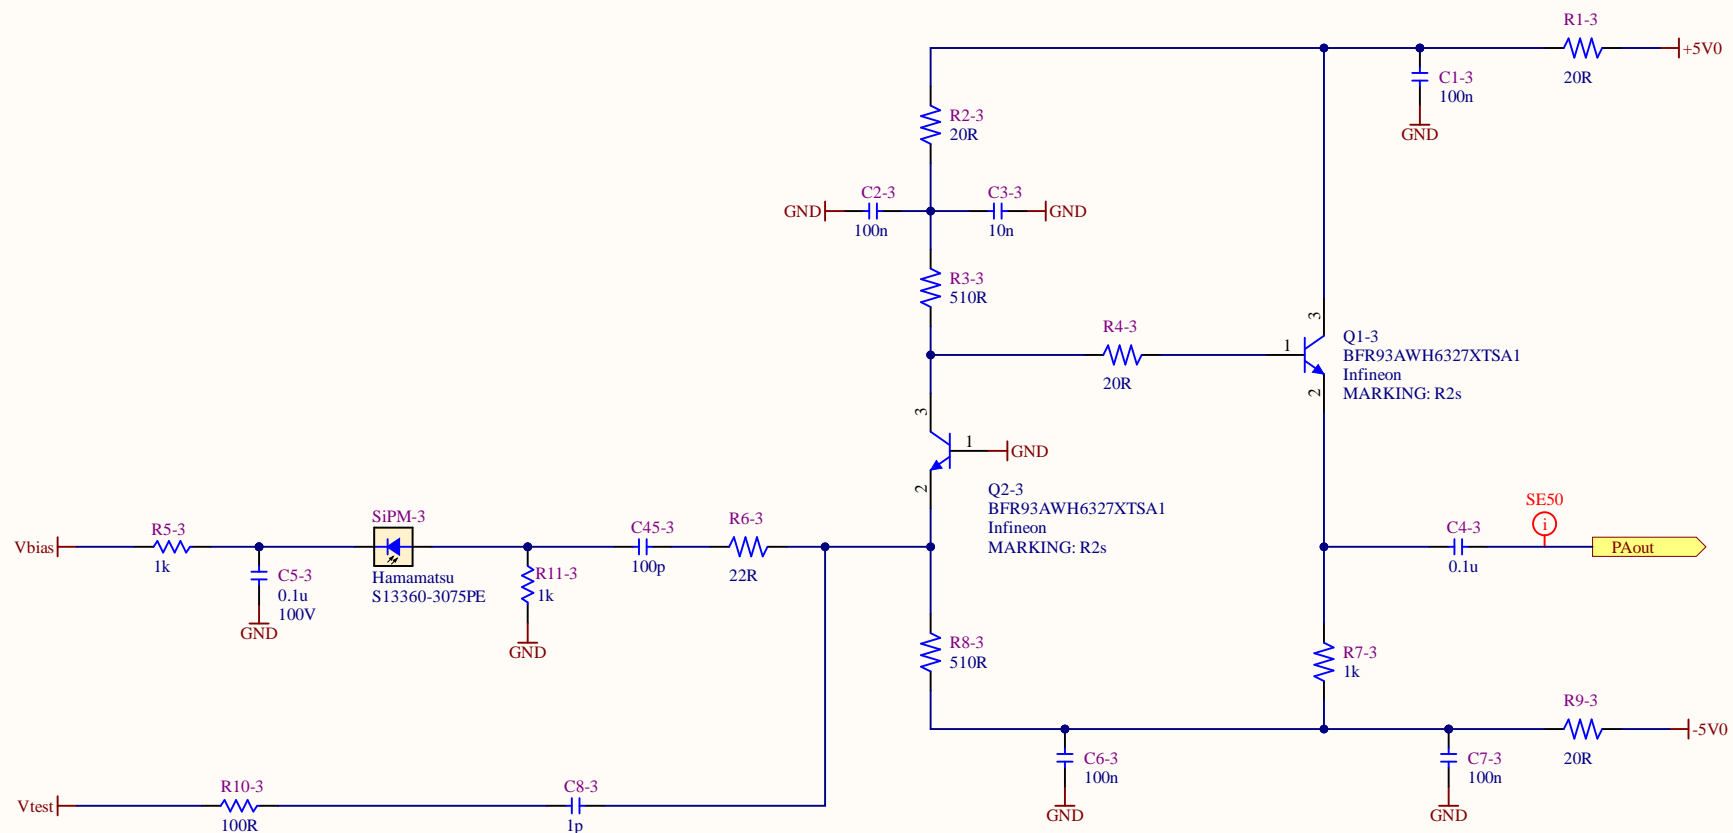 R1-3
+5V0
20R
C1-3
100n
GND
R2-3
20R
C2-3
C3-3
GND
GND
100n
10n
R3-3
510R
R4-3
20R
3
1
Q1-3
BFR93AWH6327XTSA1
Infineon
MARKING: R2s
2
3
1
GND
2
Q2-3
BFR93AWH6327XTSA1
Infineon
MARKING: R2s
SE50
i
C4-3
PAout
0.1u
Vbias
R5-3
1k
SiPM-3
Hamamatsu
S13360-3075PE
C5-3
0.1u
100V
GND
C45-3
100p
R6-3
22R
R11-3
1k
GND
R8-3
510R
R7-3
1k
R9-3
-5V0
20R
C6-3
100n
GND
C7-3
100n
GND
Vtest
R10-3
100R
C8-3
1p